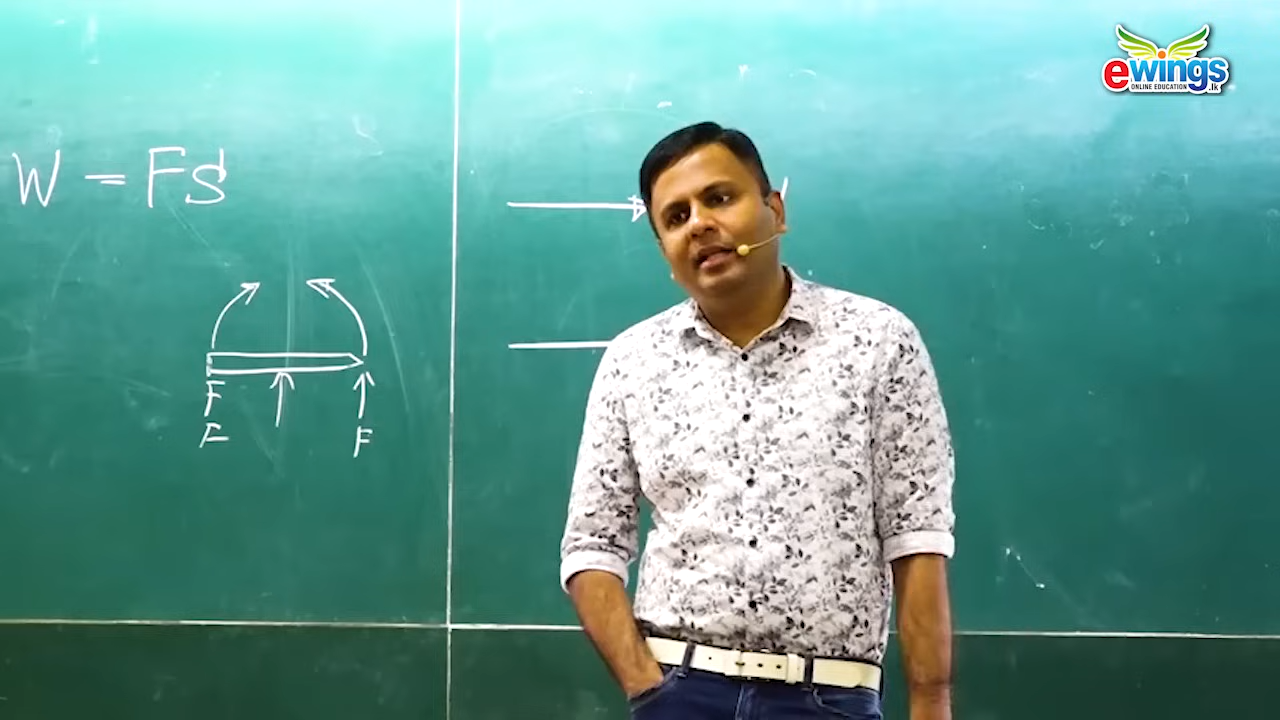 W = Fs
F
F
F
ewings
ONLINE EDUCATION .lk